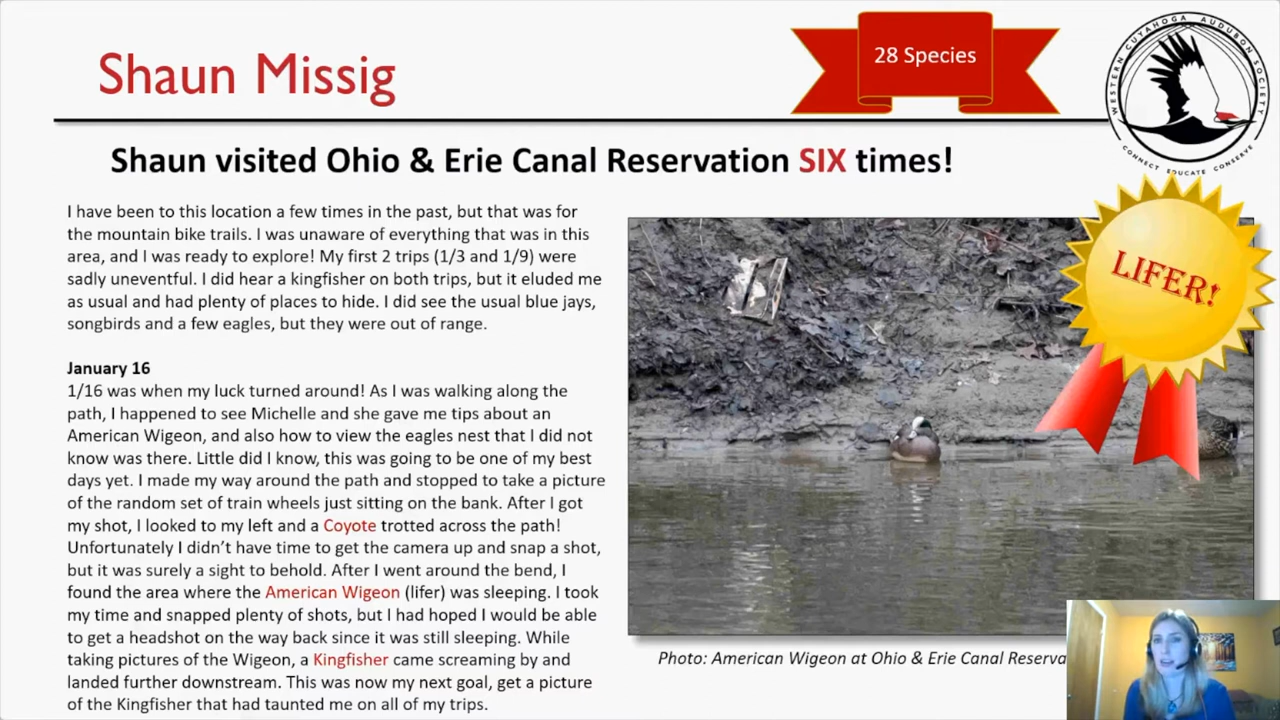 Shaun Missig
28 Species
WESTERN CUYAHOGA AUDUBON SOCIETY
CONNECT EDUCATE CONSERVE
Shaun visited Ohio & Erie Canal Reservation SIX times!
I have been to this location a few times in the past, but that was for
the mountain bike trails. I was unaware of everything that was in this
area, and I was ready to explore! My first 2 trips (1/3 and 1/9) were
sadly uneventful. I did hear a kingfisher on both trips, but it eluded me
as usual and had plenty of places to hide. I did see the usual blue jays,
songbirds and a few eagles, but they were out of range.
January 16
1/16 was when my luck turned around! As I was walking along the
path, I happened to see Michelle and she gave me tips about an
American Wigeon, and also how to view the eagles nest that I did not
know was there. Little did I know, this was going to be one of my best
days yet. I made my way around the path and stopped to take a picture
of the random set of train wheels just sitting on the bank. After I got
my shot, I looked to my left and a Coyote trotted across the path!
Unfortunately I didn't have time to get the camera up and snap a shot,
but it was surely a sight to behold. After I went around the bend, I
found the area where the American Wigeon (lifer) was sleeping. I took
my time and snapped plenty of shots, but I had hoped I would be able
to get a headshot on the way back since it was still sleeping. While
taking pictures of the Wigeon, a Kingfisher came screaming by and
landed further downstream. This was now my next goal, get a picture
of the Kingfisher that had taunted me on all of my trips.
LIFER!
Photo: American Wigeon at Ohio & Erie Canal Reserva